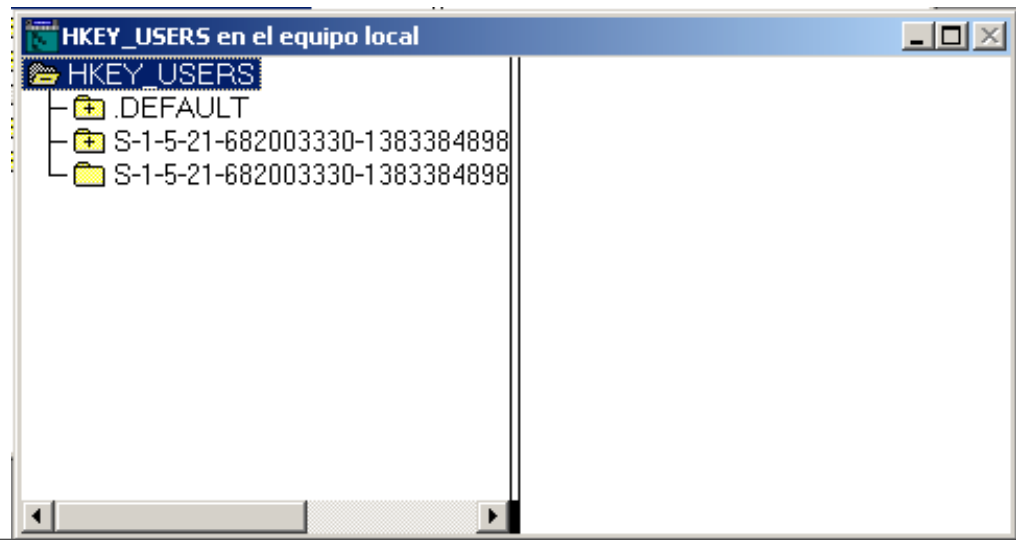 HKEY_USERS en el equipo local
HKEY_USERS
.DEFAULT
S-1-5-21-682003330-1383384898
S-1-5-21-682003330-1383384898